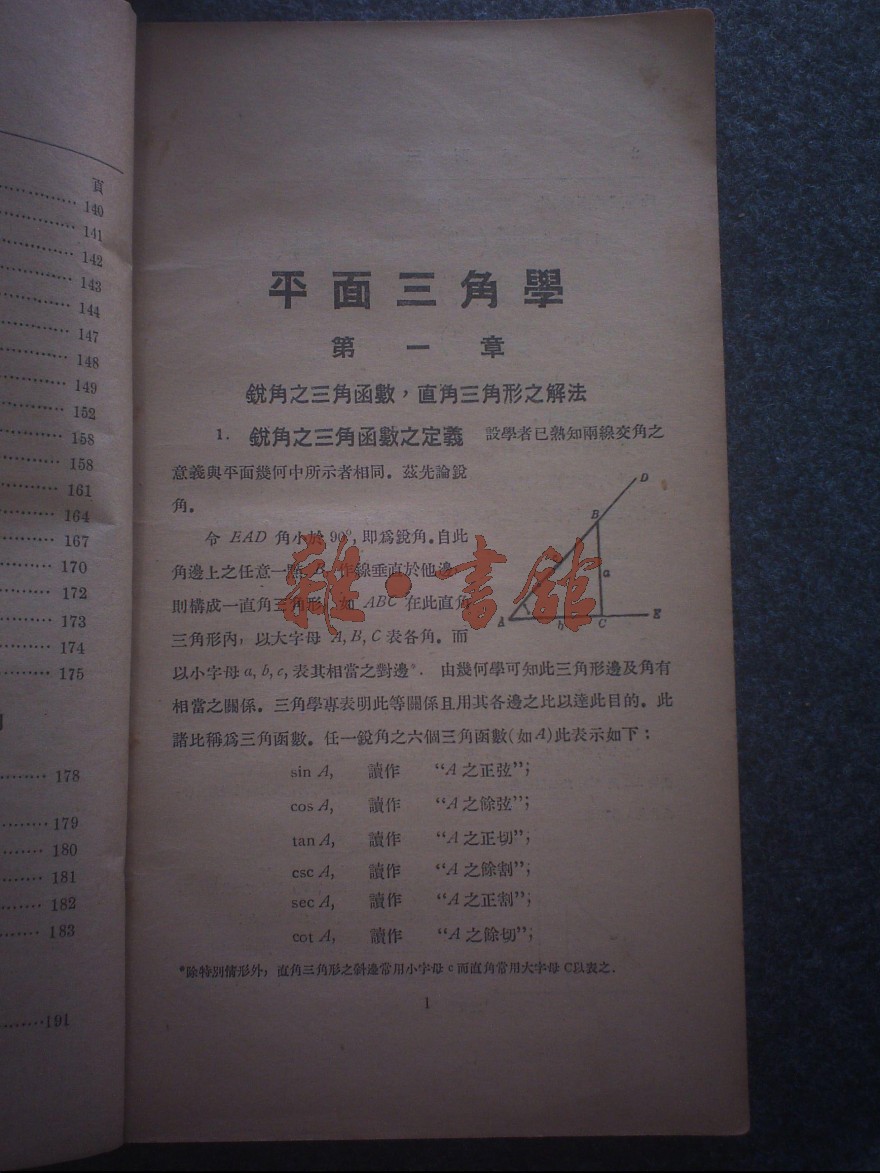 頁
140
141
142
143
144
147
148
149
152
158
158
161
164
167
170
172
173
174
175
178
179
180
181
182
183
191
平面三角學
第一章
銳角之三角函數，直角三角形之解法
1. 銳角之三角函數之定義 設學者已熟知兩線交角之
意義與平面幾何中所示者相同。茲先論銳
角。
令 EAD 角小於 90°，即爲銳角。自此
角邊上之任意一點 B 作線垂直於他邊
則構成一直角三角形 如 ABC 在此直角
三角形內，以大字母 A, B, C 表各角。而
以小字母 a, b, c, 表其相當之對邊*. 由幾何學可知此三角形邊及角有
相當之關係。三角學專表明此等關係且用其各邊之比以達此目的。此
諸比稱爲三角函數。任一銳角之六個三角函數(如A)此表示如下：
sin A, 讀作 “A 之正弦”；
cos A, 讀作 “A 之餘弦”；
tan A, 讀作 “A 之正切”；
csc A, 讀作 “A 之餘割”；
sec A, 讀作 “A 之正割”；
cot A, 讀作 “A 之餘切”；
D
B
a
A
b
C
E
*除特別情形外，直角三角形之斜邊常用小字母 c 而直角常用大字母 C 以表之.
1
雜·書館